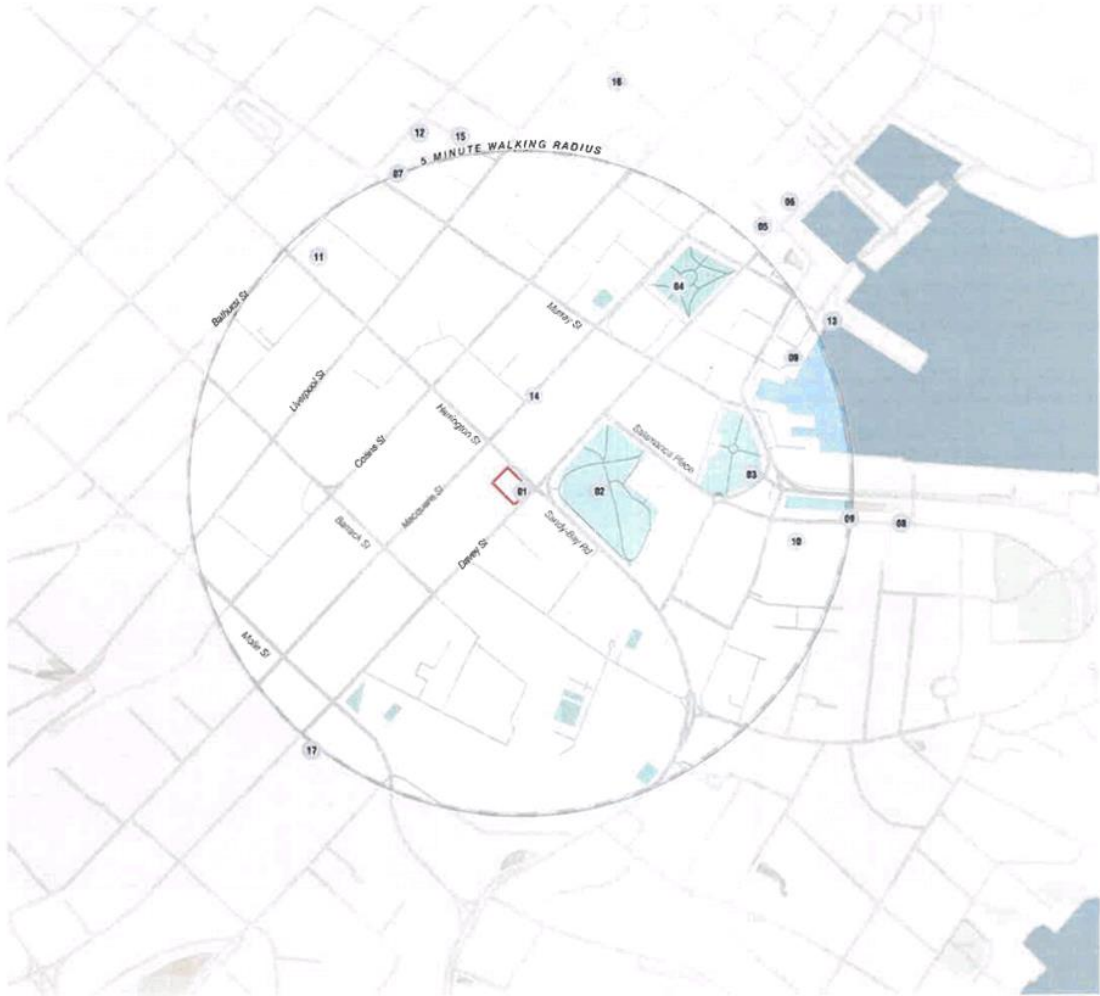 16
12
15
5 MINUTE WALKING RADIUS
07
06
05
11
04
Bathurst St
Murray St
13
09
Liverpool St
14
Harrington St
Salamanca Place
Collins St
03
01
02
Macquarie St
Sandy-Bay Rd
09
08
Barrack St
10
Davey St
Molle St
17